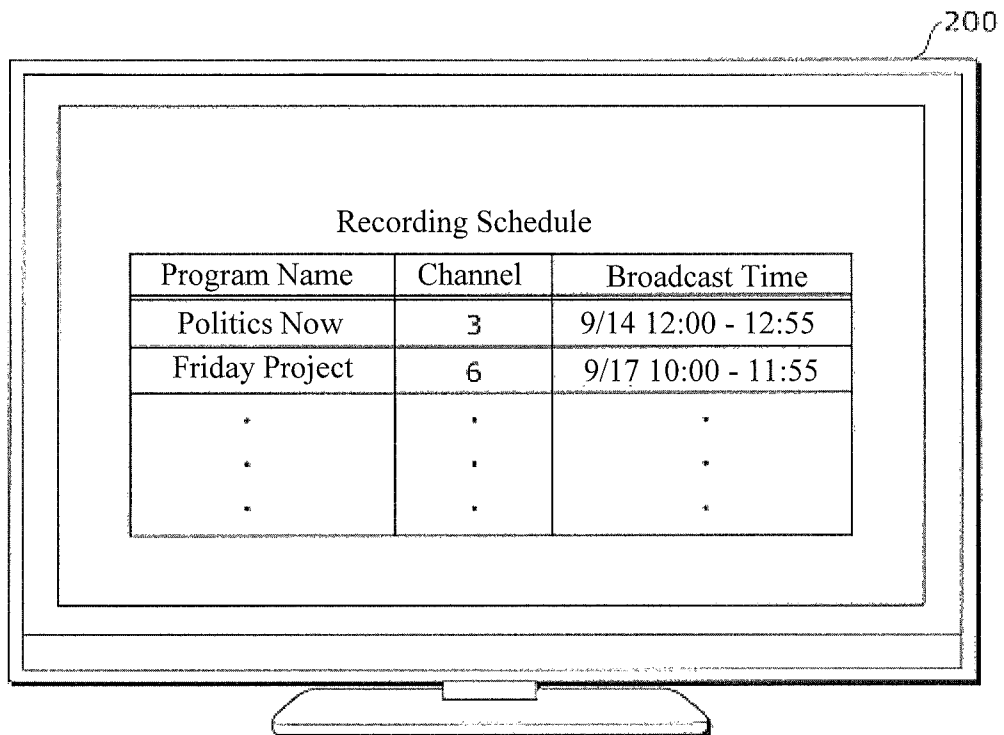 200
Recording Schedule
Program Name Channel Broadcast Time
Politics Now 3 9/14 12:00 - 12:55
Friday Project 6 9/17 10:00 - 11:55